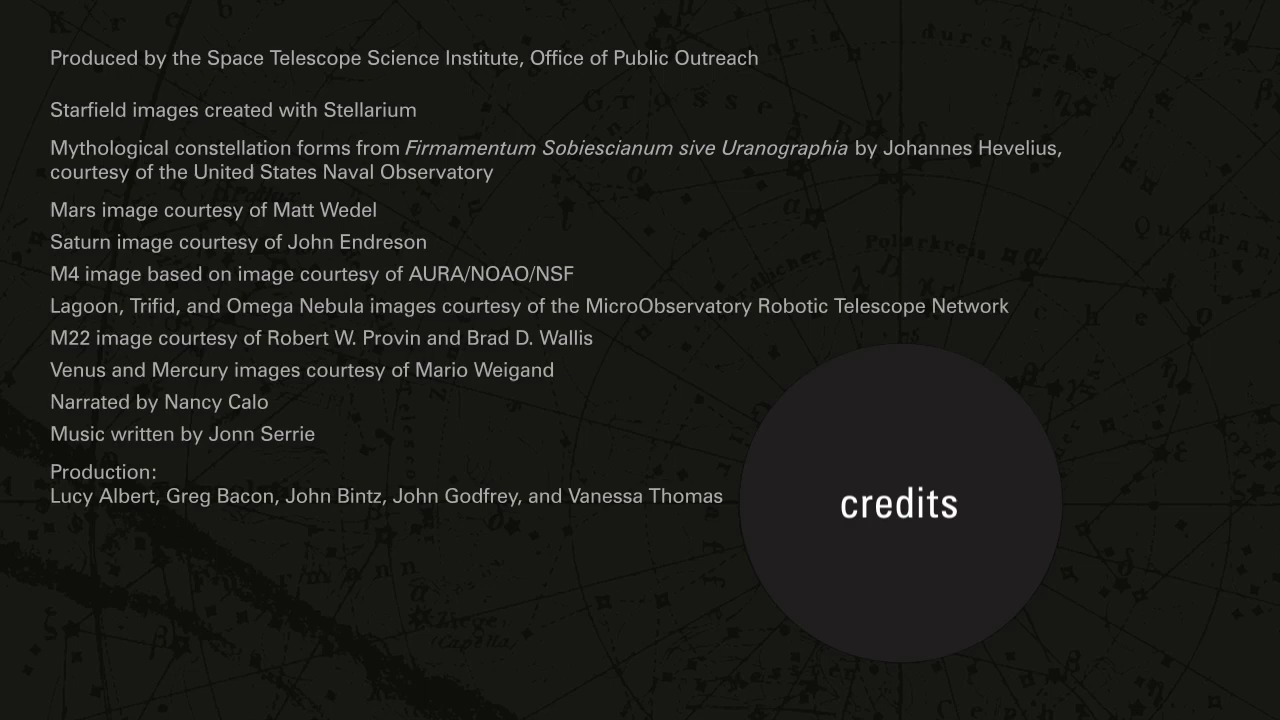 Produced by the Space Telescope Science Institute, Office of Public Outreach
Starfield images created with Stellarium
Mythological constellation forms from Firmamentum Sobiescianum sive Uranographia by Johannes Hevelius,
courtesy of the United States Naval Observatory
Mars image courtesy of Matt Wedel
Saturn image courtesy of John Endreson
M4 image based on image courtesy of AURA/NOAO/NSF
Lagoon, Trifid, and Omega Nebula images courtesy of the MicroObservatory Robotic Telescope Network
M22 image courtesy of Robert W. Provin and Brad D. Wallis
Venus and Mercury images courtesy of Mario Weigand
Narrated by Nancy Calo
Music written by Jonn Serrie
Production:
Lucy Albert, Greg Bacon, John Bintz, John Godfrey, and Vanessa Thomas
credits
durch
Grosse
Polarkreis
Ziege
(Capella)